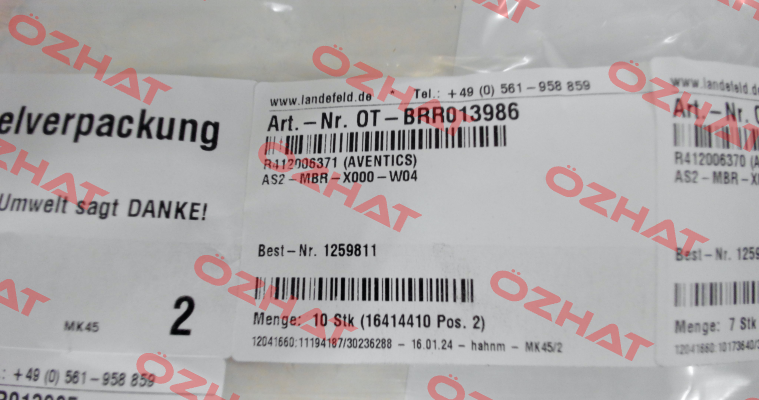 elverpackung
Umwelt sagt DANKE!
MK45 2
www.landefeld.de · Tel.: +49 (0) 561-958 859
Art.-Nr. OT-BRR013986
R412006371 (AVENTICS)
AS2-MBR-X000-W04
Best-Nr. 1259811
Menge: 10 Stk (16414410 Pos. 2)
12041660:11194187/30236288 - 16.01.24 - hahnm - MK45/2
www.landefeld.d
Art.-Nr.
R412006370 (A
AS2-MBR-X
Best-Nr. 1259
Menge: 7 Stk
12041660:10173640/3
: +49 (0) 561-958 859
ÖZHAT
ÖZHAT
ÖZHAT
ÖZHAT
ÖZHAT
ÖZHAT
ÖZHAT
ÖZHAT
ÖZHAT
ÖZHAT